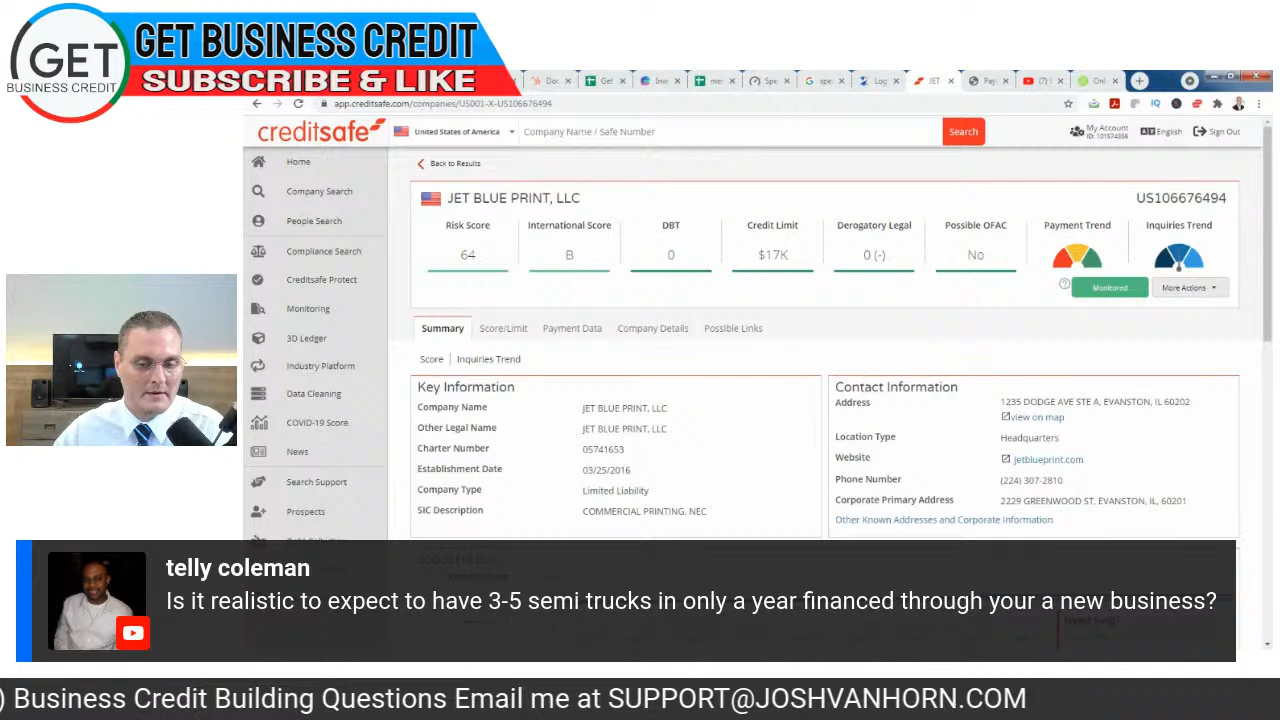 GET
BUSINESS CREDIT
GET BUSINESS CREDIT
SUBSCRIBE & LIKE
JET
app.creditsafe.com/companies/US001-X-US106676494
creditsafe
United States of America
Company Name / Safe Number
Search
My Account
ID: 101574356
English
Sign Out
Home
Company Search
People Search
Compliance Search
Creditsafe Protect
Monitoring
3D Ledger
Industry Platform
Data Cleaning
COVID-19 Score
News
Search Support
Prospects
Back to Results
JET BLUE PRINT, LLC
US106676494
Risk Score
64
International Score
B
DBT
0
Credit Limit
$17K
Derogatory Legal
0 (-)
Possible OFAC
No
Payment Trend
Inquiries Trend
Monitored
More Actions
Summary
Score/Limit
Payment Data
Company Details
Possible Links
Score
Inquiries Trend
Key Information
Company Name JET BLUE PRINT, LLC
Other Legal Name JET BLUE PRINT, LLC
Charter Number 05741653
Establishment Date 03/25/2016
Company Type Limited Liability
SIC Description COMMERCIAL PRINTING, NEC
Contact Information
Address 1235 DODGE AVE STE A, EVANSTON, IL 60202
view on map
Location Type Headquarters
Website jetblueprint.com
Phone Number (224) 307-2810
Corporate Primary Address 2229 GREENWOOD ST, EVANSTON, IL, 60201
Other Known Addresses and Corporate Information
telly coleman
Is it realistic to expect to have 3-5 semi trucks in only a year financed through your a new business?
) Business Credit Building Questions Email me at SUPPORT@JOSHVANHORN.COM